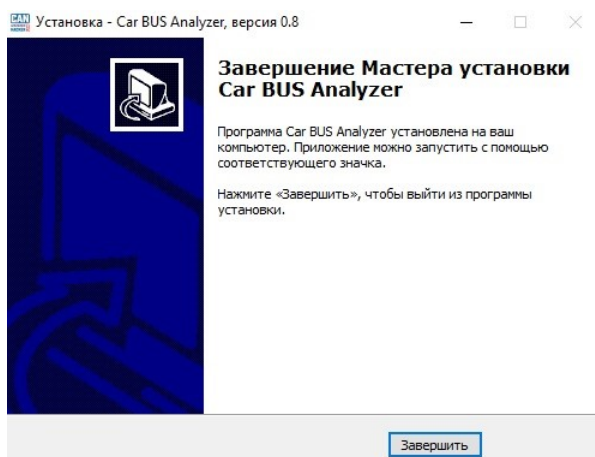 CAN
Установка - Car BUS Analyzer, версия 0.8
Завершение Мастера установки
Car BUS Analyzer
Программа Car BUS Analyzer установлена на ваш
компьютер. Приложение можно запустить с помощью
соответствующего значка.
Нажмите «Завершить», чтобы выйти из программы
установки.
Завершить